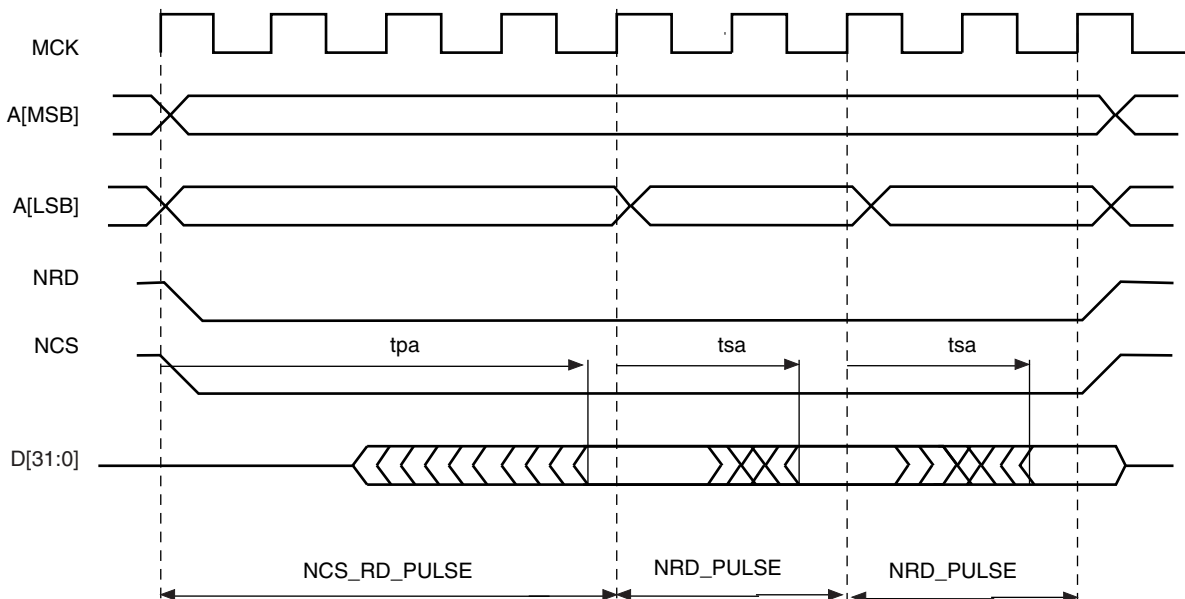 MCK
A[MSB]
A[LSB]
NRD
NCS
tpa tsa tsa
D[31:0]
NCS_RD_PULSE NRD_PULSE NRD_PULSE